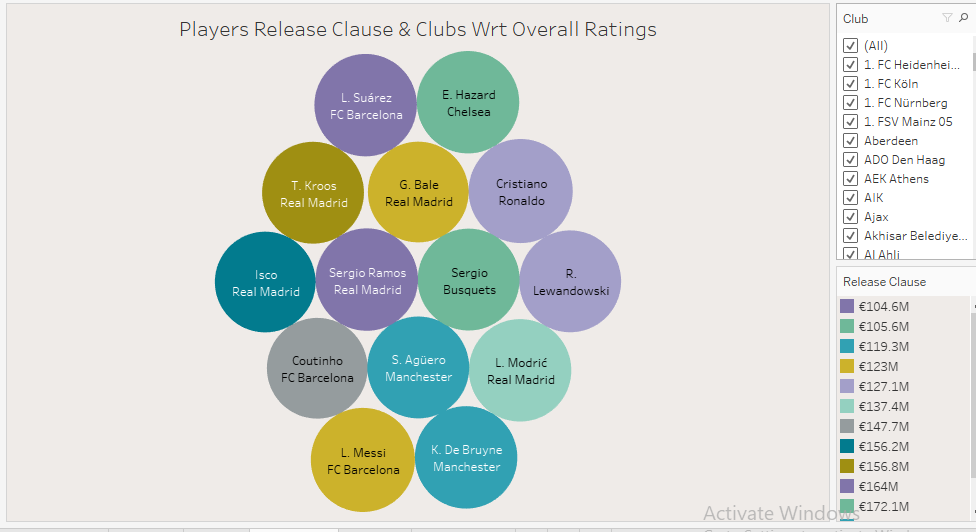 Players Release Clause & Clubs Wrt Overall Ratings
L. Suárez
FC Barcelona
E. Hazard
Chelsea
T. Kroos
Real Madrid
G. Bale
Real Madrid
Cristiano
Ronaldo
Isco
Real Madrid
Sergio Ramos
Real Madrid
Sergio
Busquets
R.
Lewandowski
Coutinho
FC Barcelona
S. Agüero
Manchester
L. Modrić
Real Madrid
L. Messi
FC Barcelona
K. De Bruyne
Manchester
Club
(All)
1. FC Heidenhei...
1. FC Köln
1. FC Nürnberg
1. FSV Mainz 05
Aberdeen
ADO Den Haag
AEK Athens
AIK
Ajax
Akhisar Belediye...
Al Ahli
Release Clause
€104.6M
€105.6M
€119.3M
€123M
€127.1M
€137.4M
€147.7M
€156.2M
€156.8M
€164M
€172.1M
Activate Windows